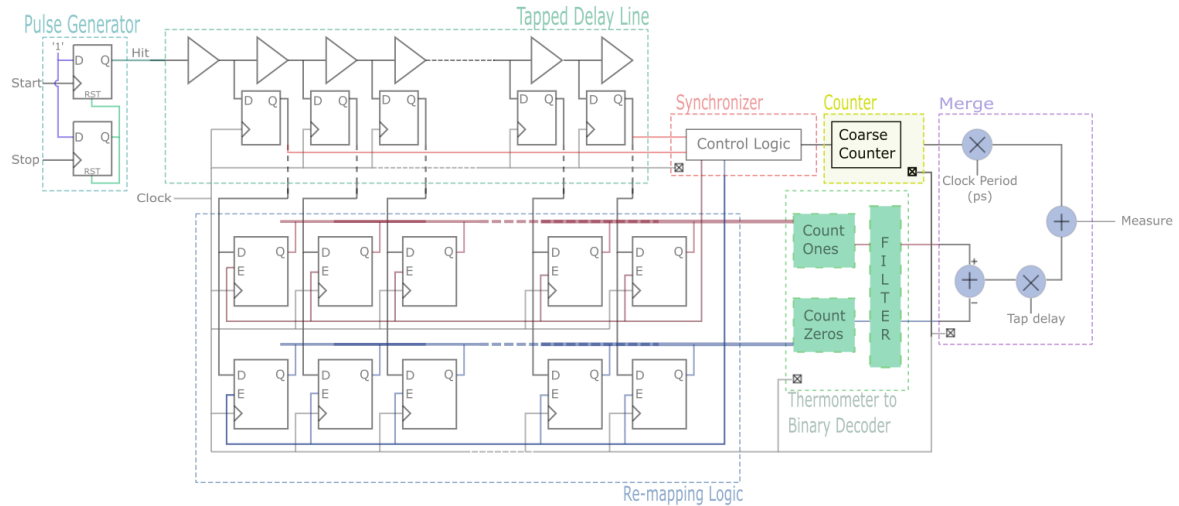 Pulse Generator
Tapped Delay Line
'1'
D Q
Hit
Start
RST
D Q
Stop
RST
D Q
D Q
D Q
D Q
D Q
Clock
Synchronizer
Control Logic
Counter
Coarse
Counter
Merge
Clock Period
(ps)
+
Measure
D Q
E
D Q
E
D Q
E
D Q
E
D Q
E
Count
Ones
Count
Zeros
FILTER
+
+
−
Tap delay
D Q
E
D Q
E
D Q
E
D Q
E
D Q
E
Thermometer to
Binary Decoder
Re-mapping Logic